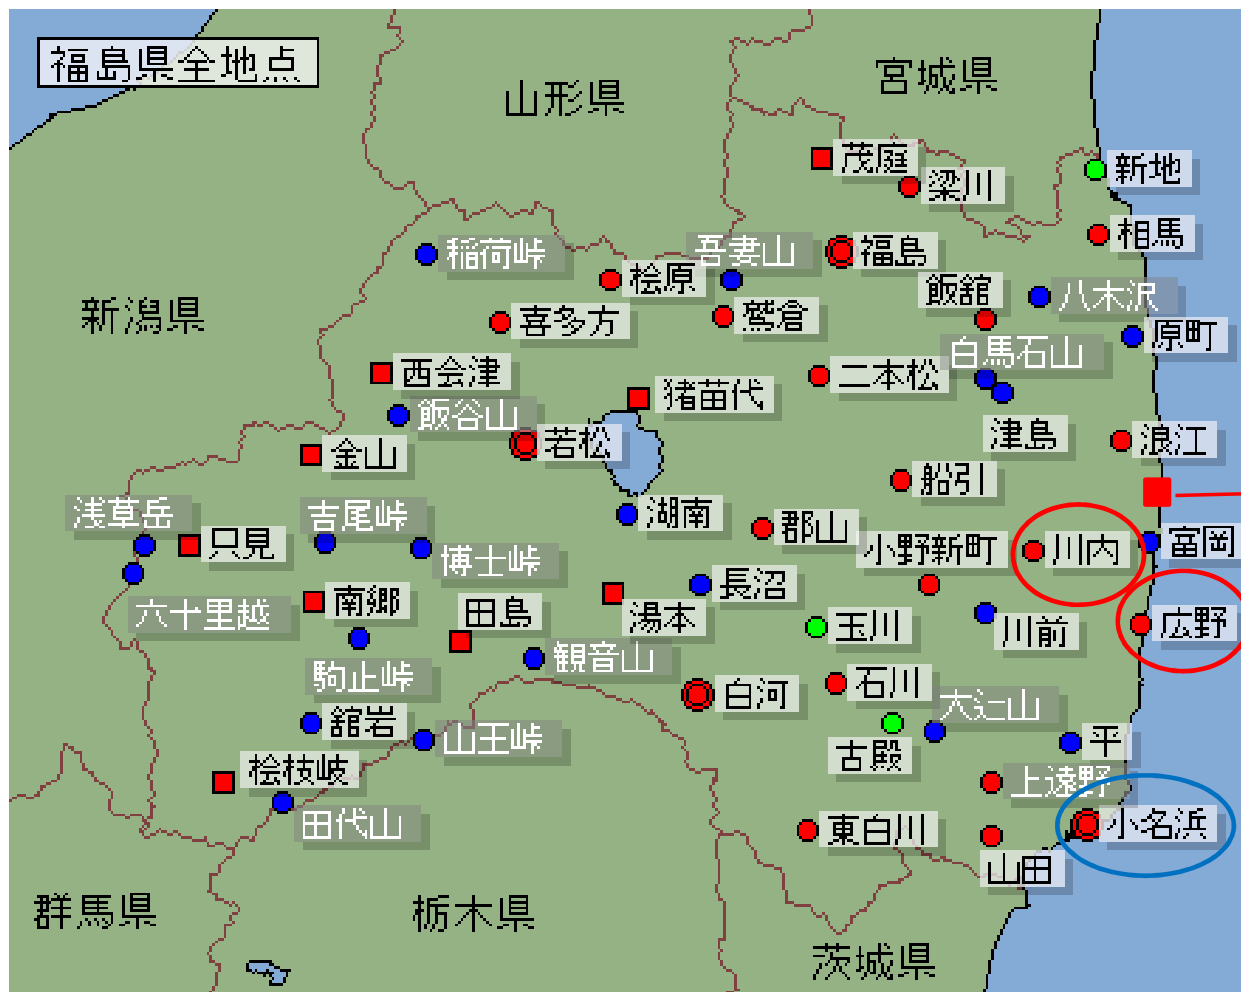 福島県全地点
山形県
宮城県
茂庭
梁川
新地
相馬
稲荷峠
吾妻山
福島
桧原
飯舘
八木沢
新潟県
喜多方
鷲倉
原町
白馬石山
西会津
二本松
猪苗代
飯谷山
若松
津島
浪江
金山
船引
浅草岳
吉尾峠
湖南
郡山
只見
博士峠
小野新町
川内
富岡
長沼
南郷
田島
湯本
六十里越
玉川
川前
広野
駒止峠
観音山
石川
白河
舘岩
山王峠
大辻山
古殿
平
桧枝岐
上遠野
田代山
東白川
小名浜
山田
群馬県
栃木県
茨城県